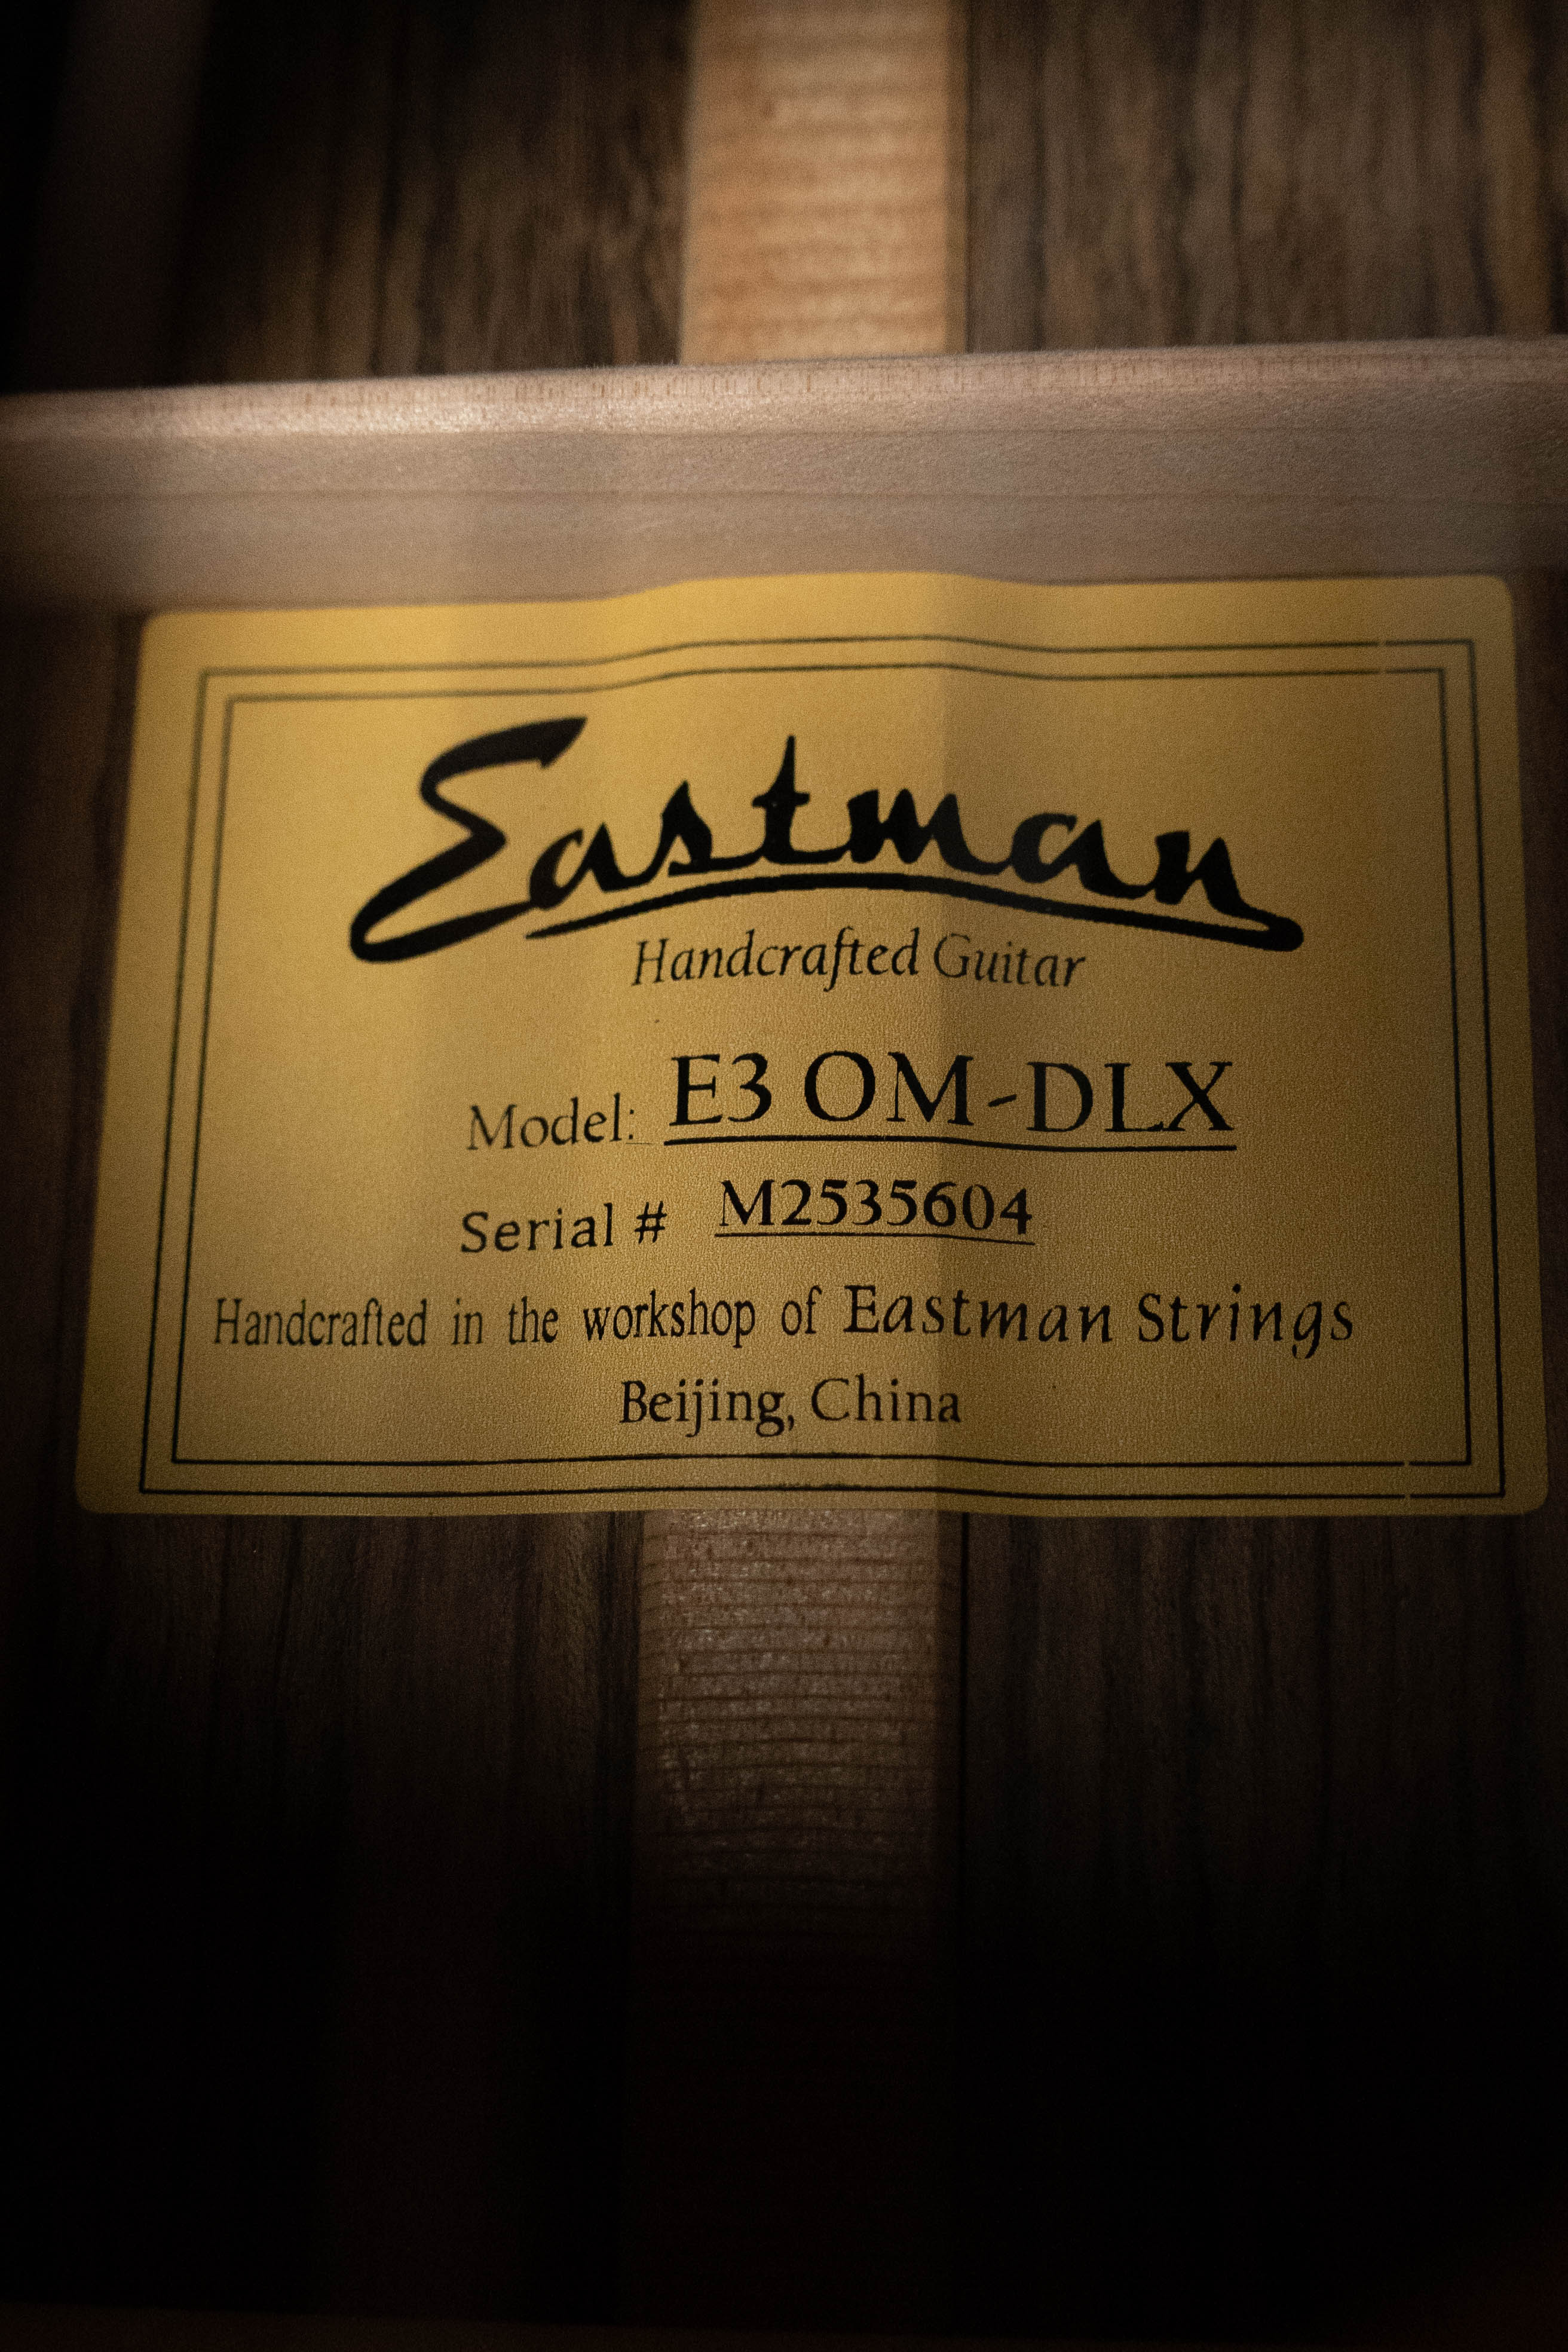 Eastman
Handcrafted Guitar
Model: E3 OM-DLX
Serial # M2535604
Handcrafted in the workshop of Eastman Strings
Beijing, China